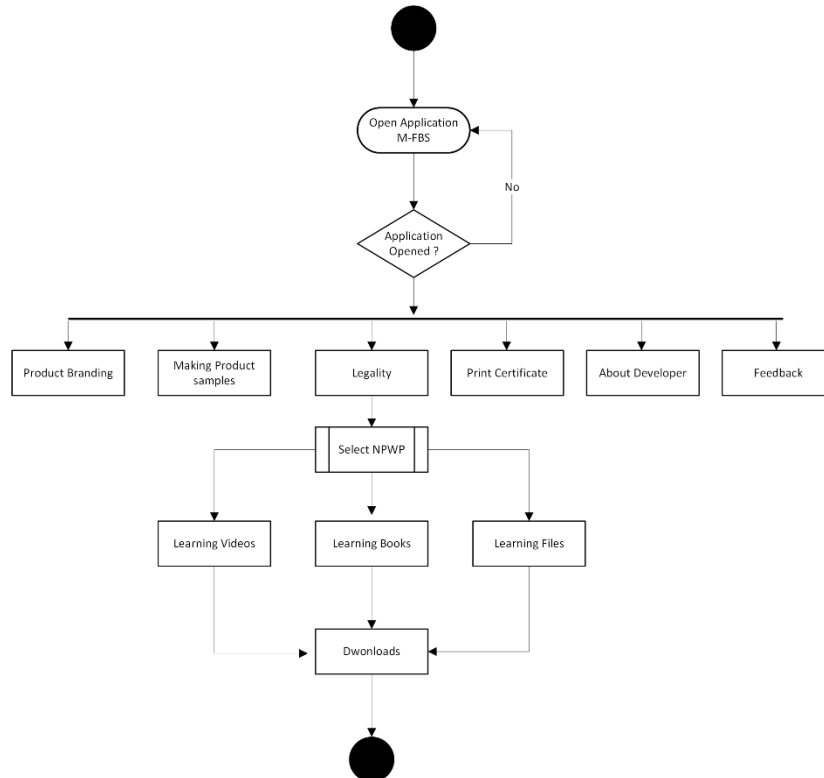 Open Application
M-FBS
No
Application
Opened ?
Product Branding
Making Product
samples
Legality
Print Certificate
About Developer
Feedback
Select NPWP
Learning Videos
Learning Books
Learning Files
Dwonloads